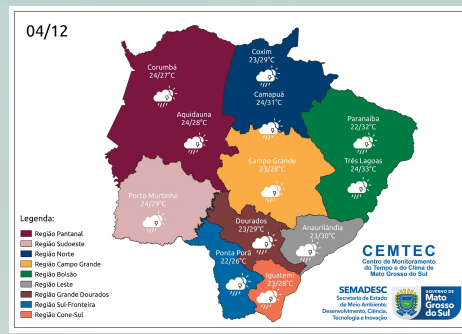 04/12
Corumbá
24/27°C
Coxim
23/29°C
Camapuã
24/31°C
Aquidauna
24/28°C
Paranaíba
22/32°C
Três Lagoas
24/33°C
Campo Grande
23/28°C
Porto Murtinho
24/29°C
Dourados
23/29°C
Anaurilândia
23/30°C
Ponta Porã
22/26°C
Iguatemi
23/28°C
Legenda:
Região Pantanal
Região Sudoeste
Região Norte
Região Campo Grande
Região Bolsão
Região Leste
Região Grande Dourados
Região Sul-Fronteira
Região Cone-Sul
CEMTEC
Centro de Monitoramento
do Tempo e do Clima de
Mato Grosso do Sul
SEMADESC
Secretaria de Estado
de Meio Ambiente,
Desenvolvimento, Ciência,
Tecnologia e Inovação
GOVERNO DE
Mato
Grosso
do Sul